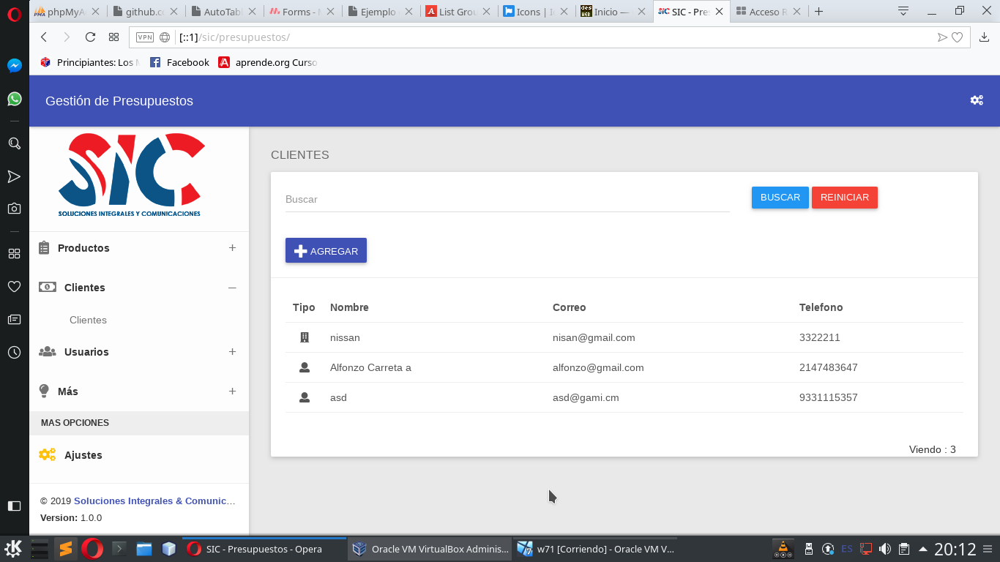 phpMyA
github.c
AutoTab
Forms -
Ejemplo
List Grou
Icons |
Inicio —
SIC - Pres
Acceso R
VPN [::1]/sic/presupuestos/
Principiantes: Los
Facebook
aprende.org Curso
Gestión de Presupuestos
SIC
SOLUCIONES INTEGRALES Y COMUNICACIONES
Productos +
Clientes –
Clientes
Usuarios +
Más +
MAS OPCIONES
Ajustes
© 2019 Soluciones Integrales & Comunic...
Version: 1.0.0
CLIENTES
Buscar
BUSCAR REINICIAR
AGREGAR
Tipo Nombre Correo Telefono
nissan nisan@gmail.com 3322211
Alfonzo Carreta a alfonzo@gmail.com 2147483647
asd asd@gami.cm 9331115357
Viendo : 3
SIC - Presupuestos - Opera
Oracle VM VirtualBox Adminis...
w71 [Corriendo] - Oracle VM V...
ES
20:12